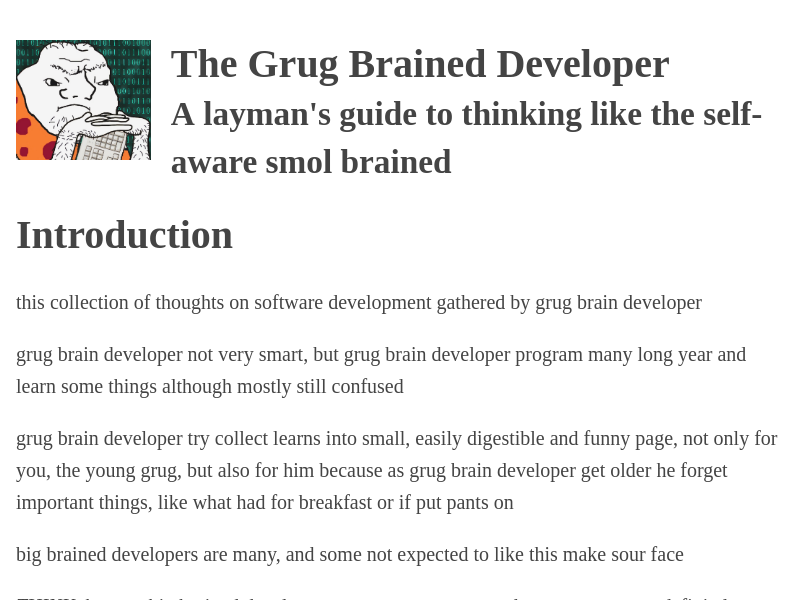 The Grug Brained Developer
A layman's guide to thinking like the self-
aware smol brained
Introduction
this collection of thoughts on software development gathered by grug brain developer
grug brain developer not very smart, but grug brain developer program many long year and
learn some things although mostly still confused
grug brain developer try collect learns into small, easily digestible and funny page, not only for
you, the young grug, but also for him because as grug brain developer get older he forget
important things, like what had for breakfast or if put pants on
big brained developers are many, and some not expected to like this make sour face